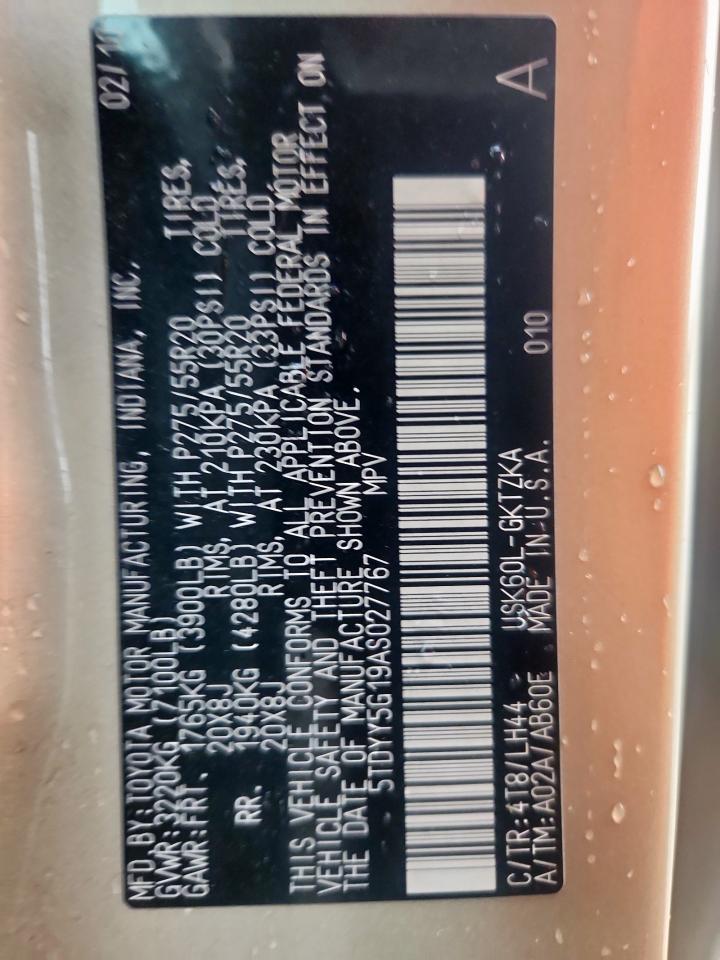 MFD. BY: TOYOTA MOTOR MANUFACTURING, INDIANA, INC. 02/10
GVWR: 3220KG (7100LB)
GAWR: FRT. 1765KG (3900LB) WITH P275/55R20 TIRES,
20X8J RIMS, AT 210KPA (30PSI) COLD
RR. 1940KG (4280LB) WITH P275/55R20 TIRES,
20X8J RIMS, AT 230KPA (33PSI) COLD
THIS VEHICLE CONFORMS TO ALL APPLICABLE FEDERAL MOTOR
VEHICLE SAFETY AND THEFT PREVENTION STANDARDS IN EFFECT ON
THE DATE OF MANUFACTURE SHOWN ABOVE.
5TDYY5G19AS027767 MPV
C/TR: 4T8/LH44 USK60L-GKTZKA
A/TM: A02A/AB60E MADE IN U.S.A. 010 A